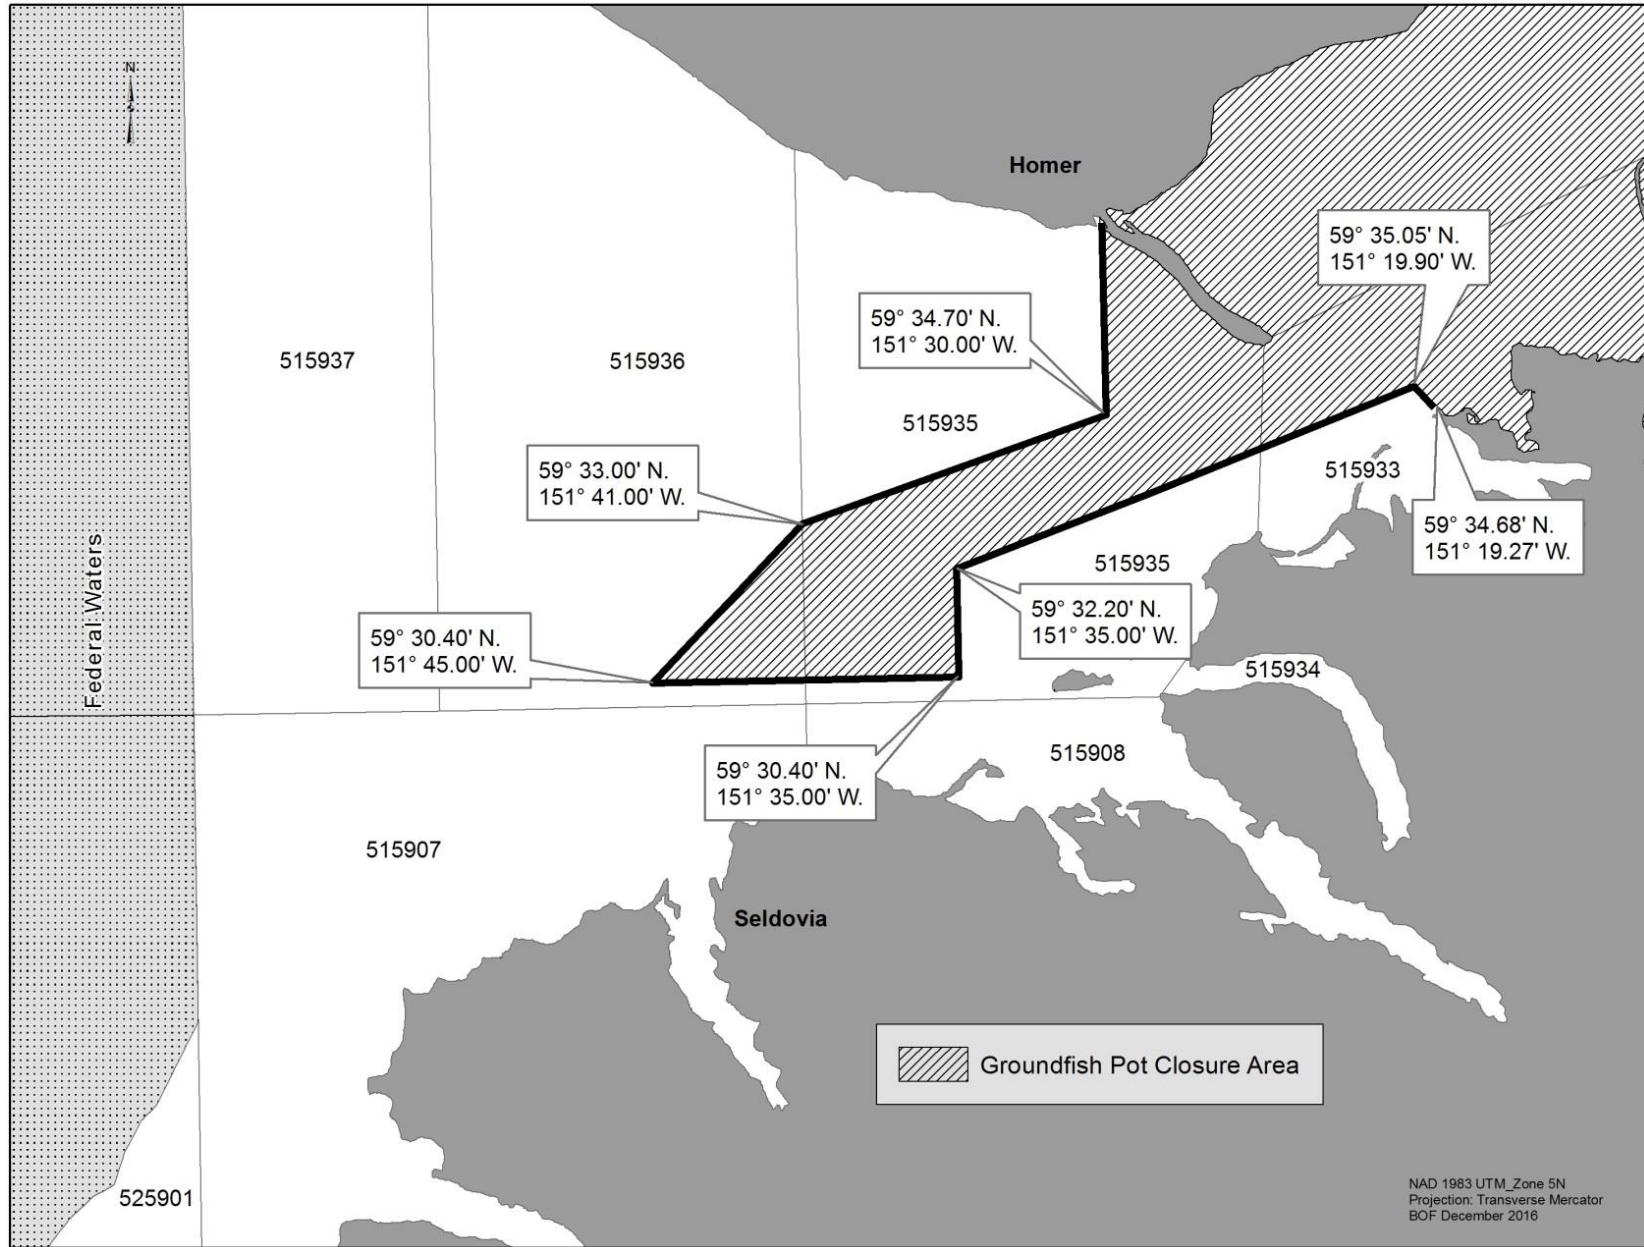 N
Homer
59° 35.05' N.
151° 19.90' W.
59° 34.70' N.
151° 30.00' W.
515937
515936
515935
59° 33.00' N.
151° 41.00' W.
515933
59° 34.68' N.
151° 19.27' W.
515935
59° 32.20' N.
151° 35.00' W.
59° 30.40' N.
151° 45.00' W.
Federal Waters
515934
515908
59° 30.40' N.
151° 35.00' W.
515907
Seldovia
Groundfish Pot Closure Area
525901
NAD 1983 UTM_Zone 5N
Projection: Transverse Mercator
BOF December 2016